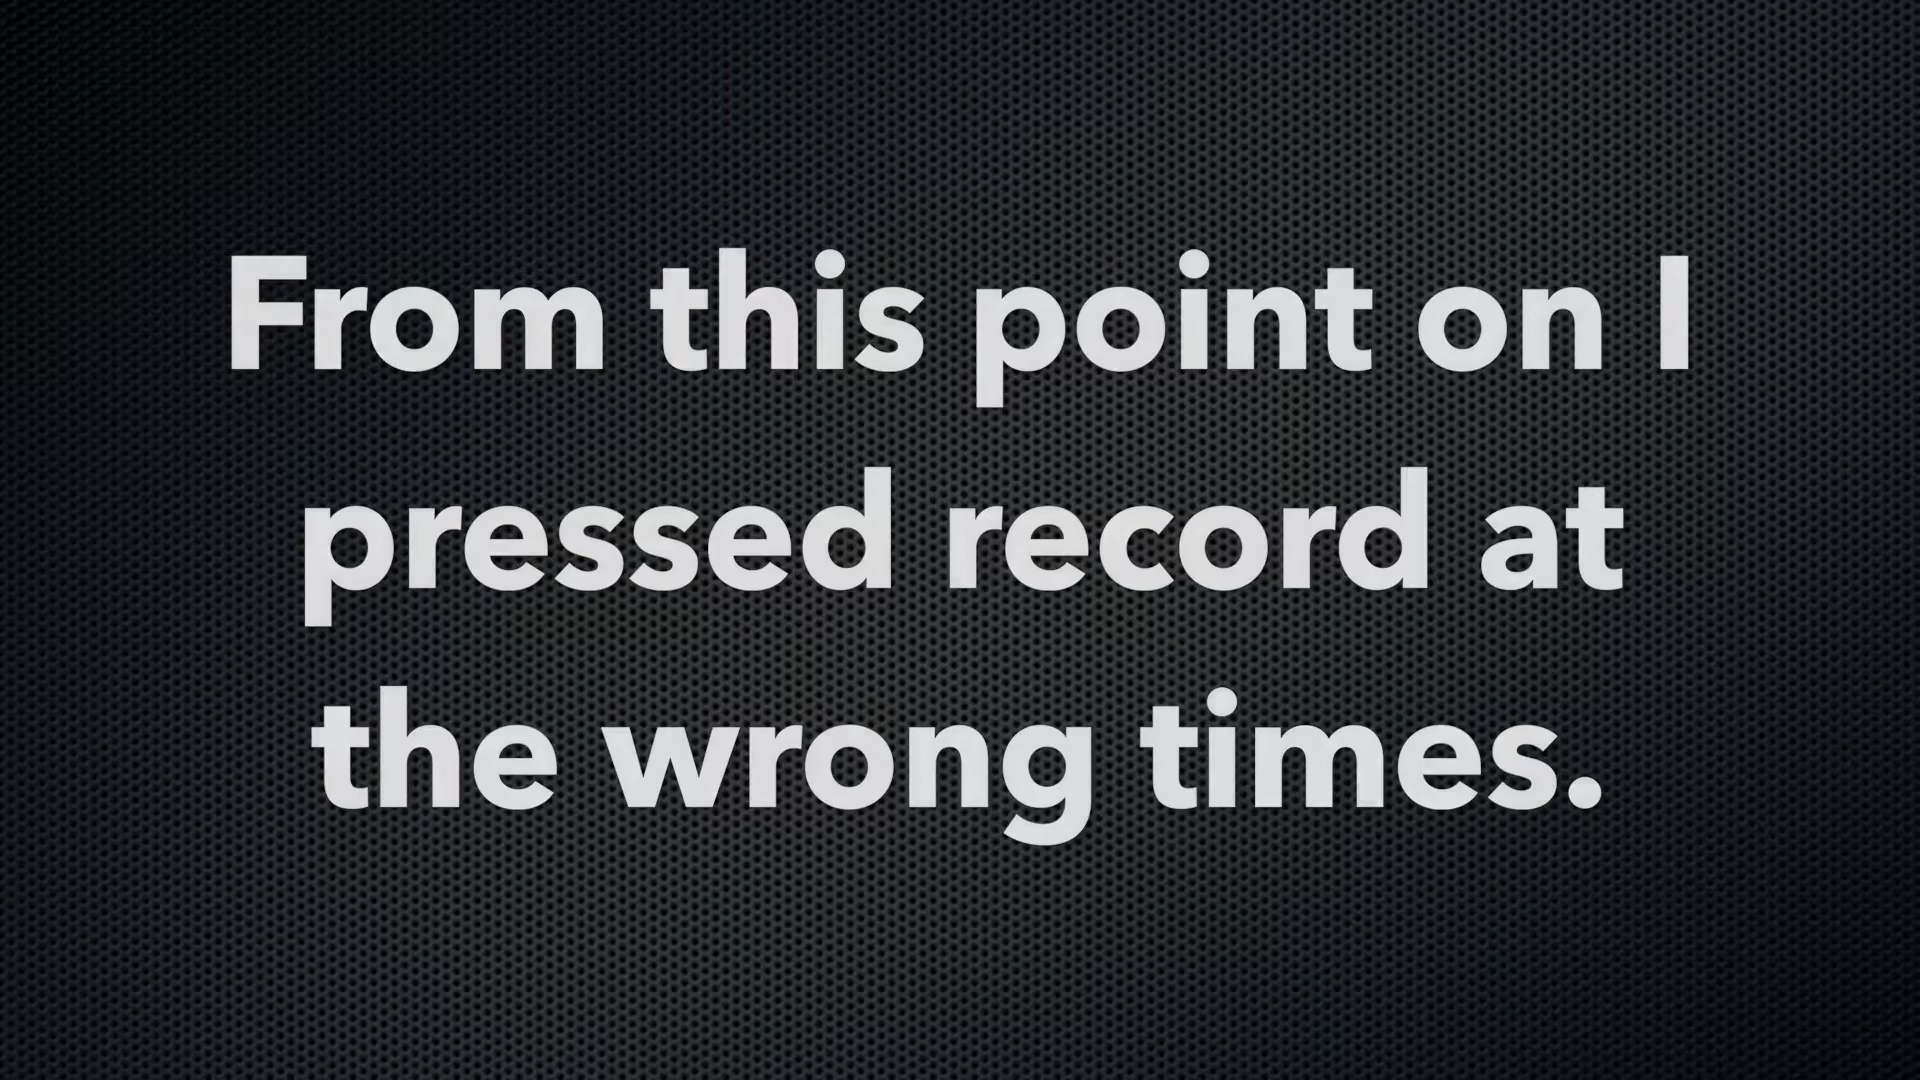 From this point on I
pressed record at
the wrong times.